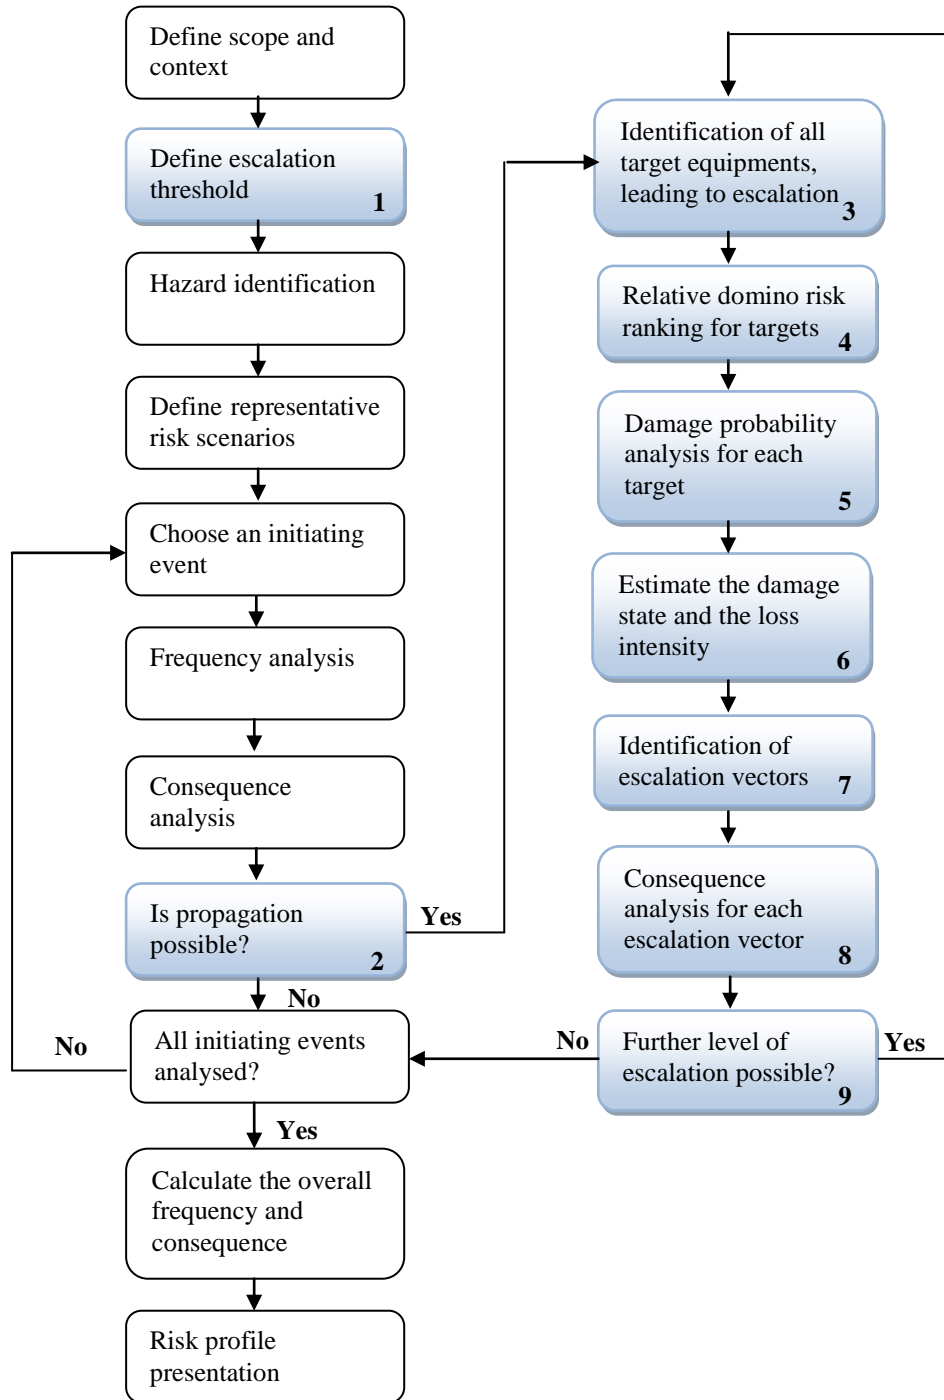 Define scope and
context
Define escalation
threshold
1
Hazard identification
Define representative
risk scenarios
Choose an initiating
event
Frequency analysis
Consequence
analysis
Is propagation
possible?
2
Yes
No
All initiating events
analysed?
No
Yes
Calculate the overall
frequency and
consequence
Risk profile
presentation
Identification of all
target equipments,
leading to escalation
3
Relative domino risk
ranking for targets
4
Damage probability
analysis for each
target
5
Estimate the damage
state and the loss
intensity
6
Identification of
escalation vectors
7
Consequence
analysis for each
escalation vector
8
Further level of
escalation possible?
9
No
Yes